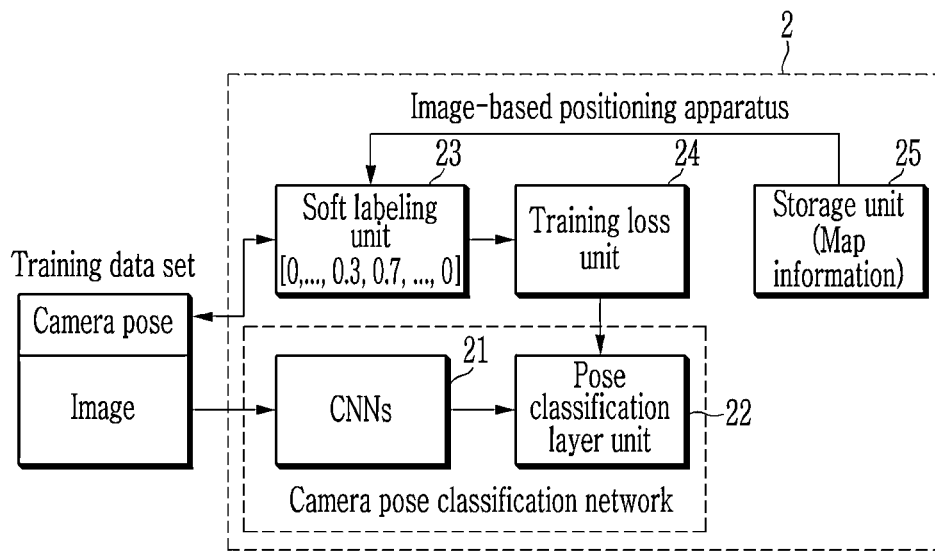 2
Image-based positioning apparatus
23
24
25
Soft labeling
unit
[0,..., 0.3, 0.7, ..., 0]
Training loss
unit
Storage unit
(Map
information)
Training data set
Camera pose
Image
21
CNNs
Pose
classification
layer unit
22
Camera pose classification network